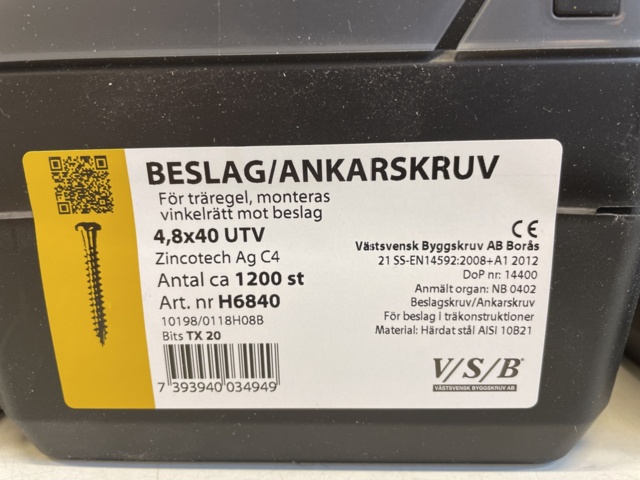 BESLAG/ANKARSKRUV
För träregel, monteras
vinkelrätt mot beslag
4,8x40 UTV
Zincotech Ag C4
Antal ca 1200 st
Art. nr H6840
10198/0118H08B
Bits TX 20
7 393940 034949
CE
Västsvensk Byggskruv AB Borås
21 SS-EN14592:2008+A1 2012
DoP nr: 14400
Anmält organ: NB 0402
Beslagskruv/Ankarskruv
För beslag i träkonstruktioner
Material: Härdat stål AISI 10B21
V/S/B®
VÄSTSVENSK BYGGSKRUV AB